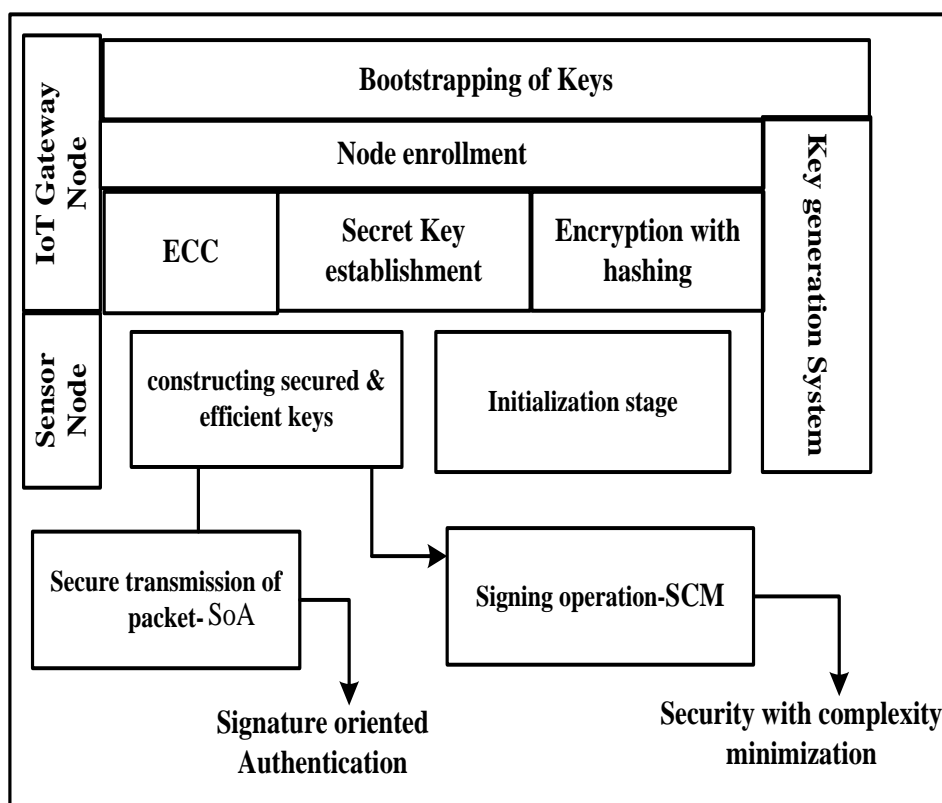 Bootstrapping of Keys
IoT Gateway
Node
Node enrollment
Key generation System
ECC
Secret Key
establishment
Encryption with
hashing
Sensor
Node
constructing secured &
efficient keys
Initialization stage
Secure transmission of
packet- SoA
Signing operation-SCM
Signature oriented
Authentication
Security with complexity
minimization